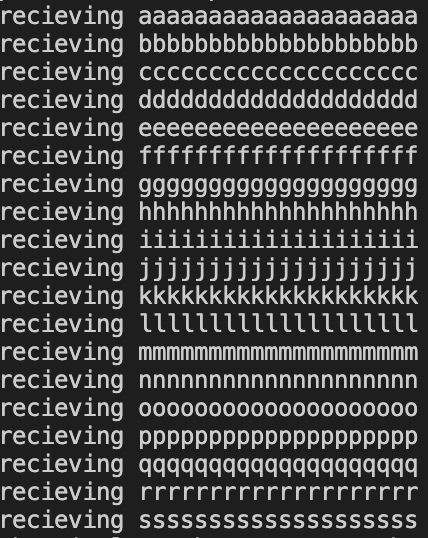 recieving aaaaaaaaaaaaaaaaaaaa
recieving bbbbbbbbbbbbbbbbbbbb
recieving cccccccccccccccccccc
recieving dddddddddddddddddddd
recieving eeeeeeeeeeeeeeeeeeee
recieving ffffffffffffffffffff
recieving gggggggggggggggggggg
recieving hhhhhhhhhhhhhhhhhhhh
recieving iiiiiiiiiiiiiiiiiiii
recieving jjjjjjjjjjjjjjjjjjjj
recieving kkkkkkkkkkkkkkkkkkkk
recieving llllllllllllllllllll
recieving mmmmmmmmmmmmmmmmmmmm
recieving nnnnnnnnnnnnnnnnnnnn
recieving oooooooooooooooooooo
recieving pppppppppppppppppppp
recieving qqqqqqqqqqqqqqqqqqqq
recieving rrrrrrrrrrrrrrrrrrrr
recieving ssssssssssssssssssss